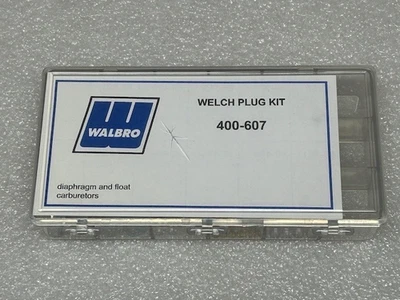 WALBRO
WELCH PLUG KIT
400-607
diaphragm and float
carburetors